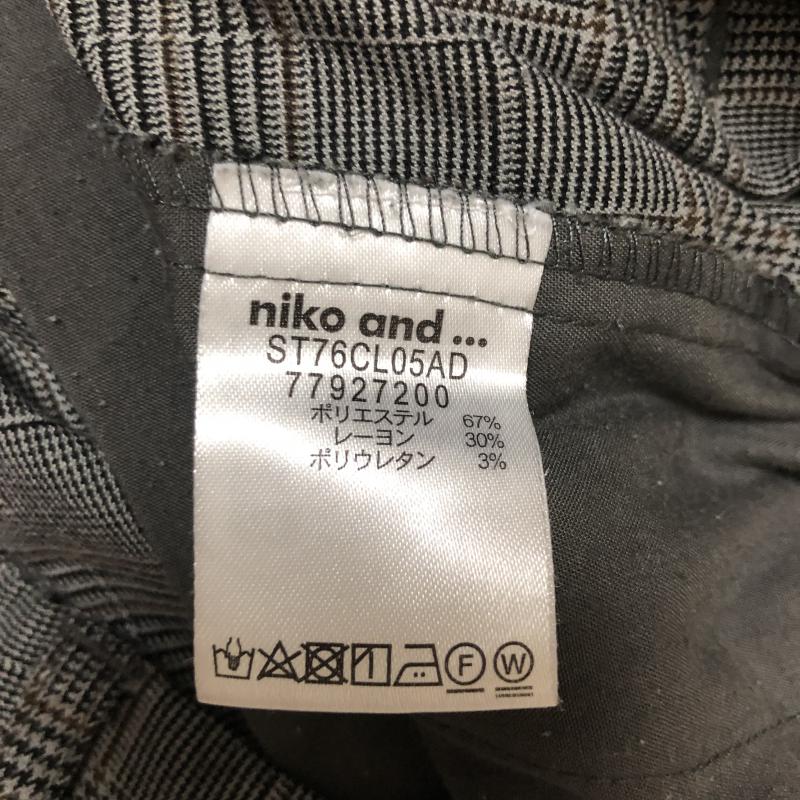 niko and ...
ST76CL05AD
77927200
ポリエステル 67%
レーヨン 30%
ポリウレタン 3%
F W